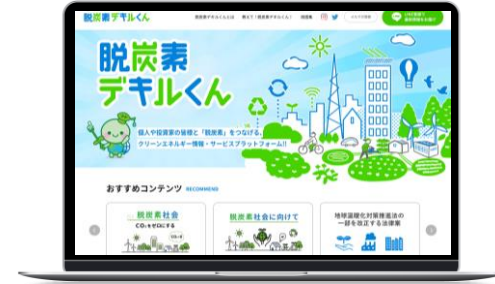 脱炭素デキルくん
脱炭素デキルくんとは 教えて！脱炭素デキルくん！
脱炭素
デキルくん
個人や投資家の皆様と「脱炭素」をつなげる、
クリーンエネルギー情報・サービスプラットフォーム!!
おすすめコンテンツ RECOMMEND
脱炭素社会
CO₂をゼロにする
脱炭素社会に向けて
地球温暖化対策推進法の
一部を改正する法律案